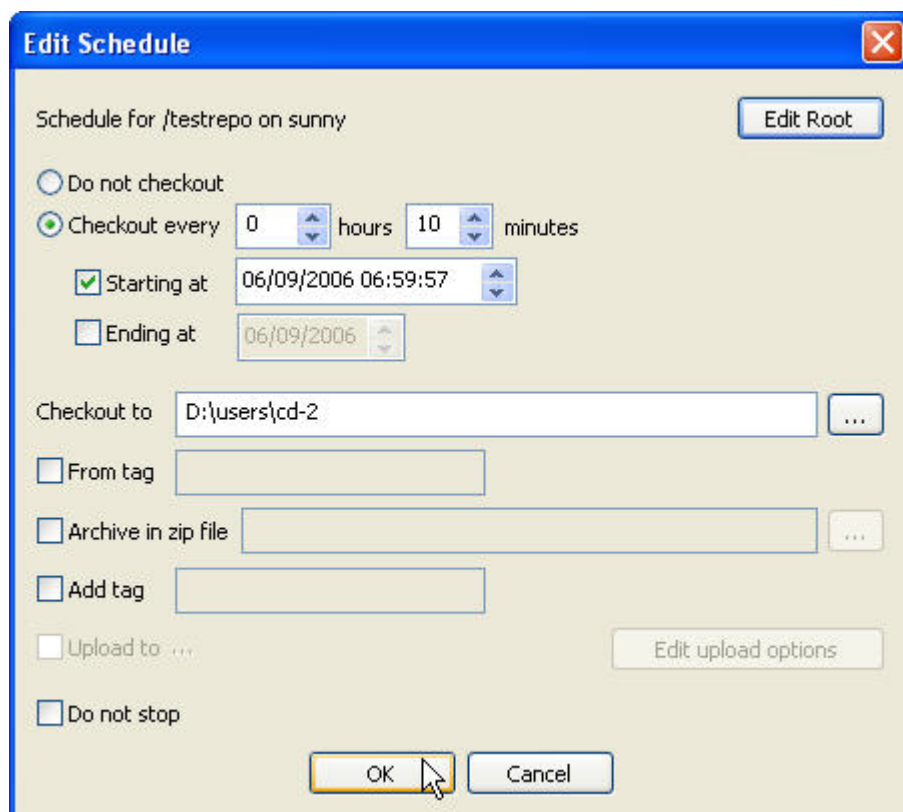 Edit Schedule
Schedule for /testrepo on sunny Edit Root
Do not checkout
Checkout every 0 hours 10 minutes
Starting at 06/09/2006 06:59:57
Ending at 06/09/2006
Checkout to D:\users\cd-2 ...
From tag
Archive in zip file ...
Add tag
Upload to ... Edit upload options
Do not stop
OK Cancel